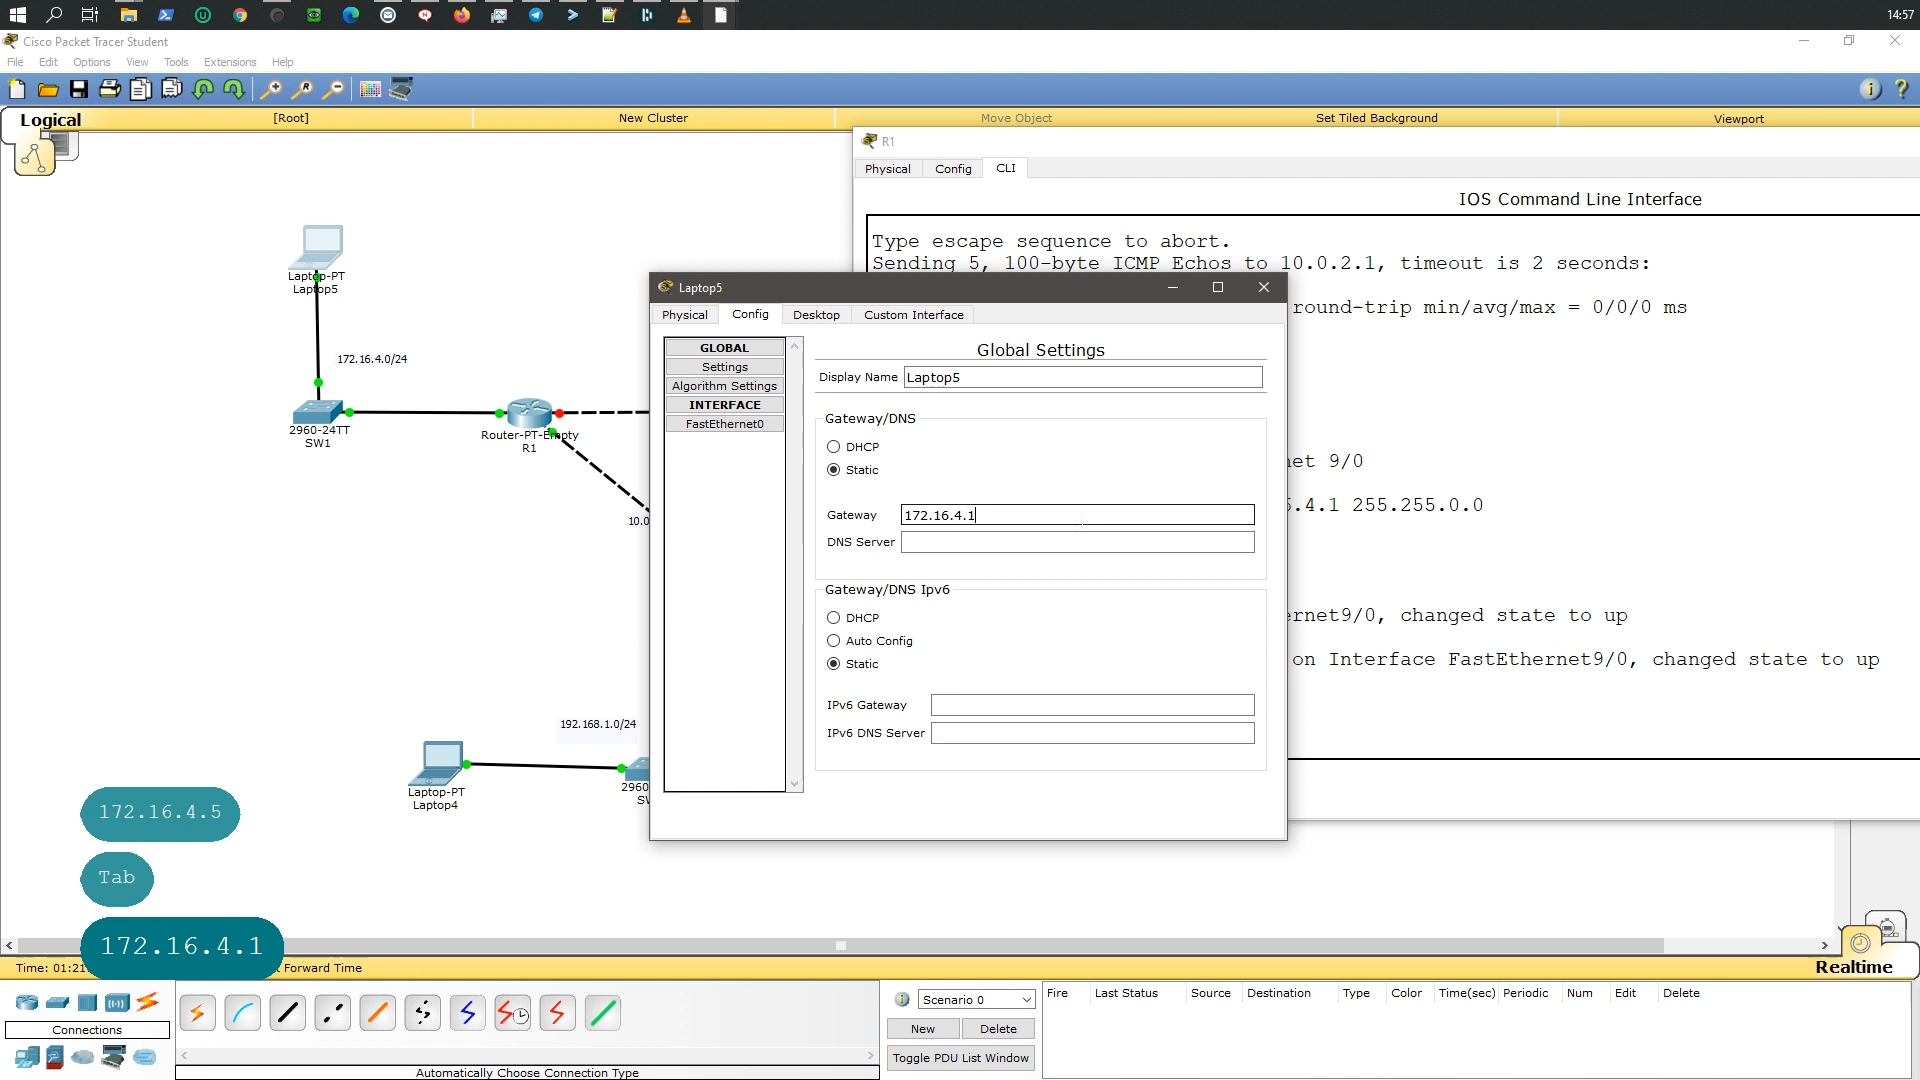 14:57
Cisco Packet Tracer Student
File Edit Options View Tools Extensions Help
Logical [Root] New Cluster Move Object Set Tiled Background Viewport
R1
Physical Config CLI
IOS Command Line Interface
Type escape sequence to abort.
Sending 5, 100-byte ICMP Echos to 10.0.2.1, timeout is 2 seconds:
round-trip min/avg/max = 0/0/0 ms
et 9/0
.4.1 255.255.0.0
ernet9/0, changed state to up
on Interface FastEthernet9/0, changed state to up
Laptop-PT
Laptop5
172.16.4.0/24
2960-24TT
SW1
Router-PT-Empty
R1
10.0
192.168.1.0/24
Laptop-PT
Laptop4
2960
SW
Laptop5
Physical Config Desktop Custom Interface
GLOBAL
Settings
Algorithm Settings
INTERFACE
FastEthernet0
Global Settings
Display Name Laptop5
Gateway/DNS
DHCP
Static
Gateway 172.16.4.1
DNS Server
Gateway/DNS Ipv6
DHCP
Auto Config
Static
IPv6 Gateway
IPv6 DNS Server
172.16.4.5
Tab
172.16.4.1
Time: 01:21 Forward Time
Realtime
Connections
Automatically Choose Connection Type
Scenario 0
New Delete
Toggle PDU List Window
Fire Last Status Source Destination Type Color Time(sec) Periodic Num Edit Delete